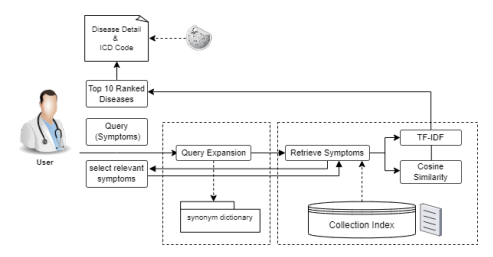 Disease Detail
&
ICD Code
Top 10 Ranked
Diseases
Query
(Symptoms)
User
select relevant
symptoms
Query Expansion
synonym dictionary
Retrieve Symptoms
TF-IDF
Cosine
Similarity
Collection Index